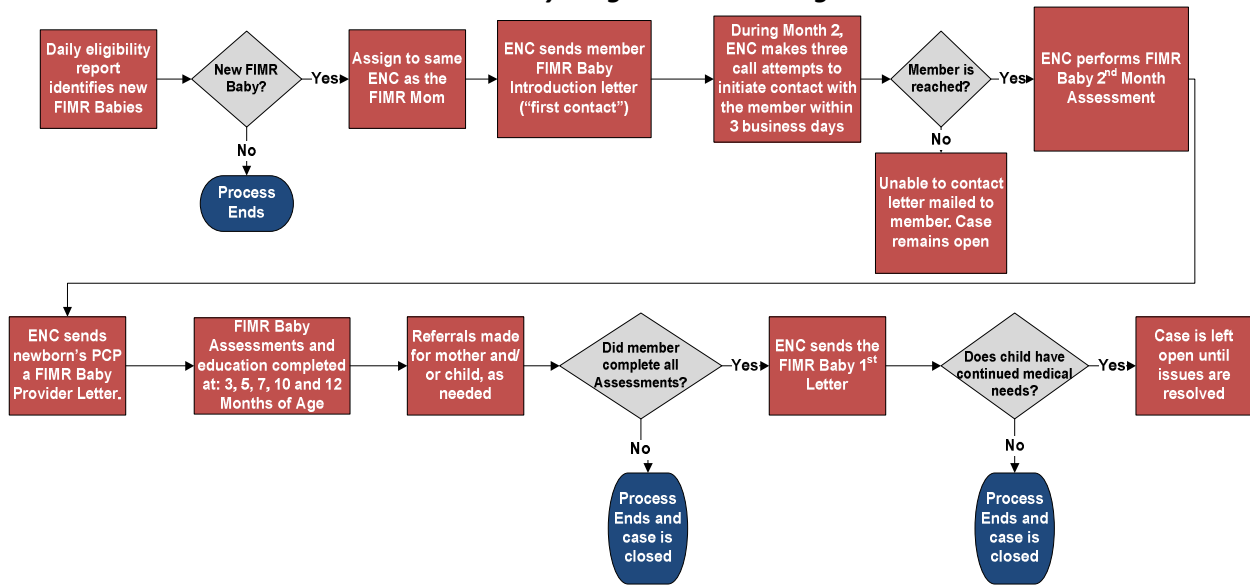 Daily eligibility
report
identifies new
FIMR Babies
New FIMR
Baby?
Yes
No
Process
Ends
Assign to same
ENC as the
FIMR Mom
ENC sends member
FIMR Baby
Introduction letter
(“first contact”)
During Month 2,
ENC makes three
call attempts to
initiate contact with
the member within
3 business days
Member is
reached?
Yes
No
Unable to contact
letter mailed to
member. Case
remains open
ENC performs FIMR
Baby 2nd Month
Assessment
ENC sends
newborn’s PCP
a FIMR Baby
Provider Letter.
FIMR Baby
Assessments and
education completed
at: 3, 5, 7, 10 and 12
Months of Age
Referrals made
for mother and/
or child, as
needed
Did member
complete all
Assessments?
Yes
No
Process
Ends and
case is
closed
ENC sends the
FIMR Baby 1st
Letter
Does child have
continued medical
needs?
Yes
No
Process
Ends and
case is
closed
Case is left
open until
issues are
resolved